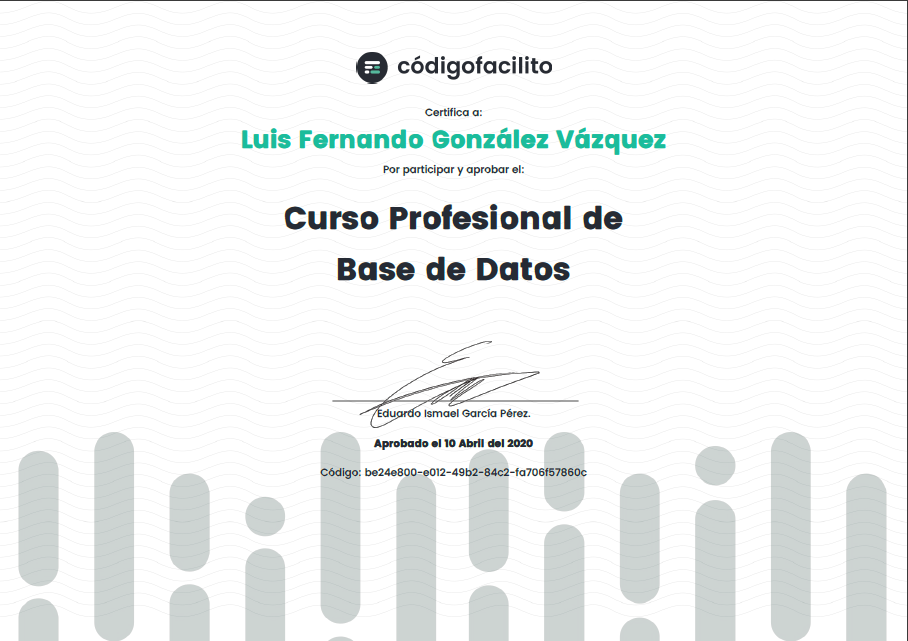 códigofacilito
Certifica a:
Luis Fernando González Vázquez
Por participar y aprobar el:
Curso Profesional de
Base de Datos
Eduardo Ismael García Pérez.
Aprobado el 10 Abril del 2020
Código: be24e800-e012-49b2-84c2-fa706f57860c